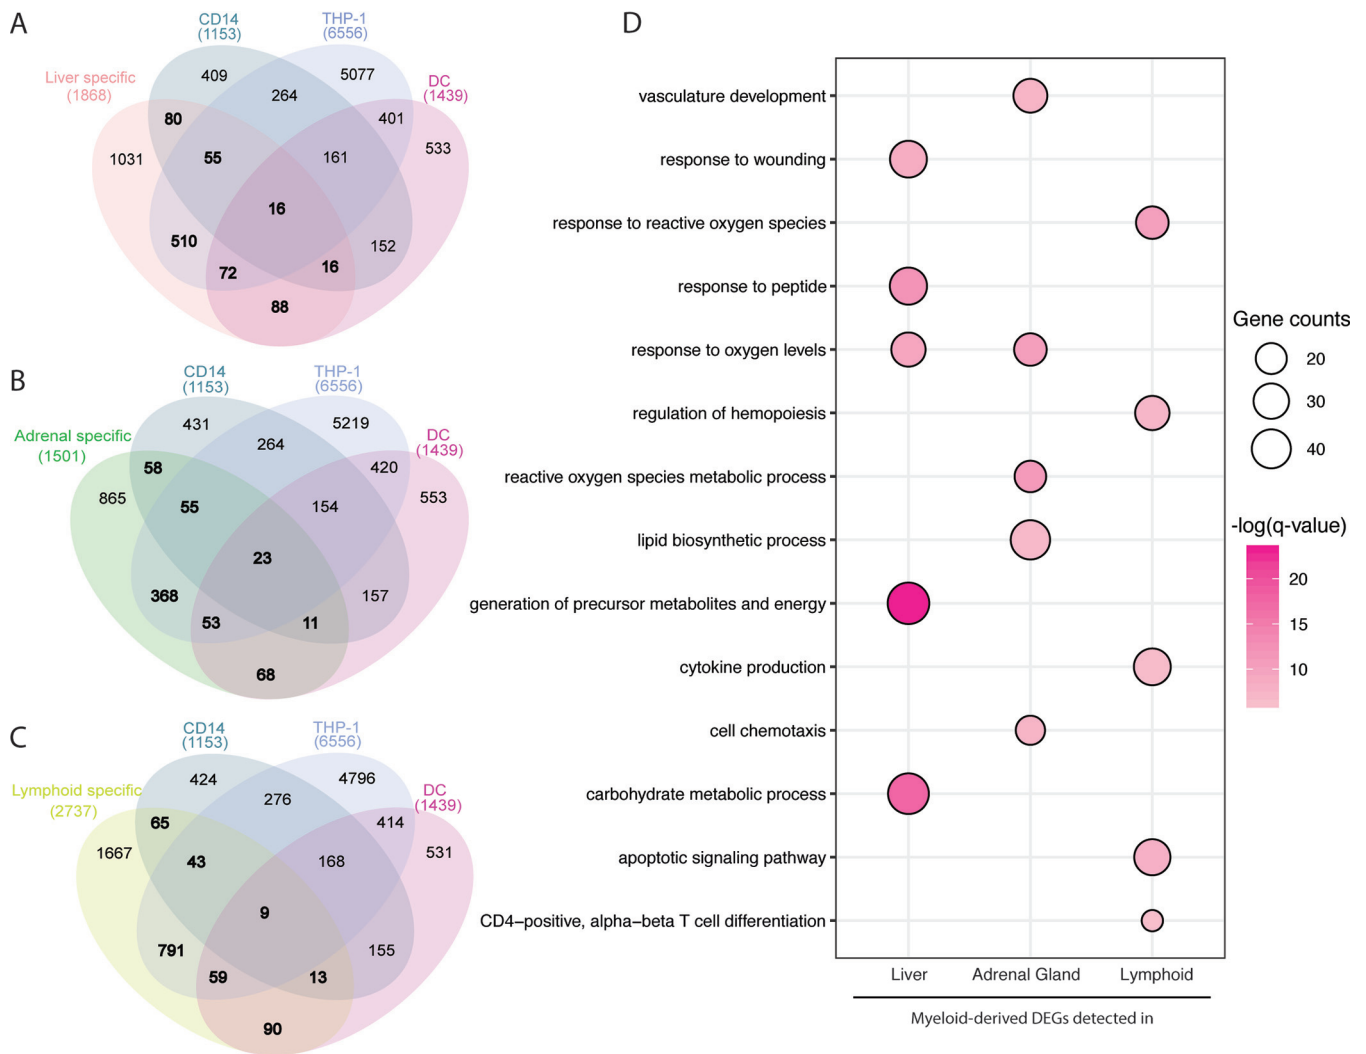 A
CD14
(1153)
THP-1
(6556)
Liver specific
(1868)
DC
(1439)
409
5077
264
80
401
1031
55
161
533
16
510
152
72
16
88
B
CD14
(1153)
THP-1
(6556)
Adrenal specific
(1501)
DC
(1439)
431
5219
264
58
420
865
55
154
553
23
368
157
53
11
68
C
CD14
(1153)
THP-1
(6556)
Lymphoid specific
(2737)
DC
(1439)
424
4796
276
65
414
1667
43
168
531
9
791
155
59
13
90
D
vasculature development
response to wounding
response to reactive oxygen species
response to peptide
response to oxygen levels
regulation of hemopoiesis
reactive oxygen species metabolic process
lipid biosynthetic process
generation of precursor metabolites and energy
cytokine production
cell chemotaxis
carbohydrate metabolic process
apoptotic signaling pathway
CD4−positive, alpha−beta T cell differentiation
Liver
Adrenal Gland
Lymphoid
Myeloid-derived DEGs detected in
Gene counts
20
30
40
-log(q-value)
20
15
10